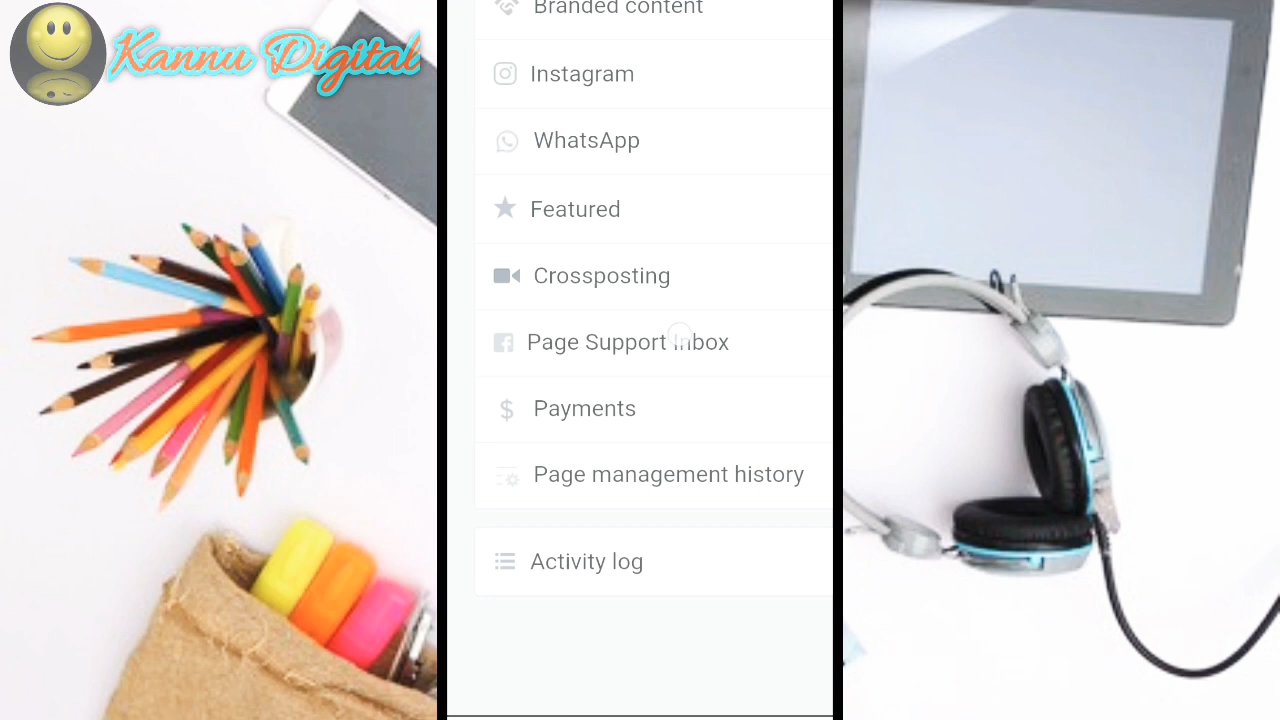 Kannu Digital
Branded content
Instagram
WhatsApp
Featured
Crossposting
Page Support Inbox
Payments
Page management history
Activity log